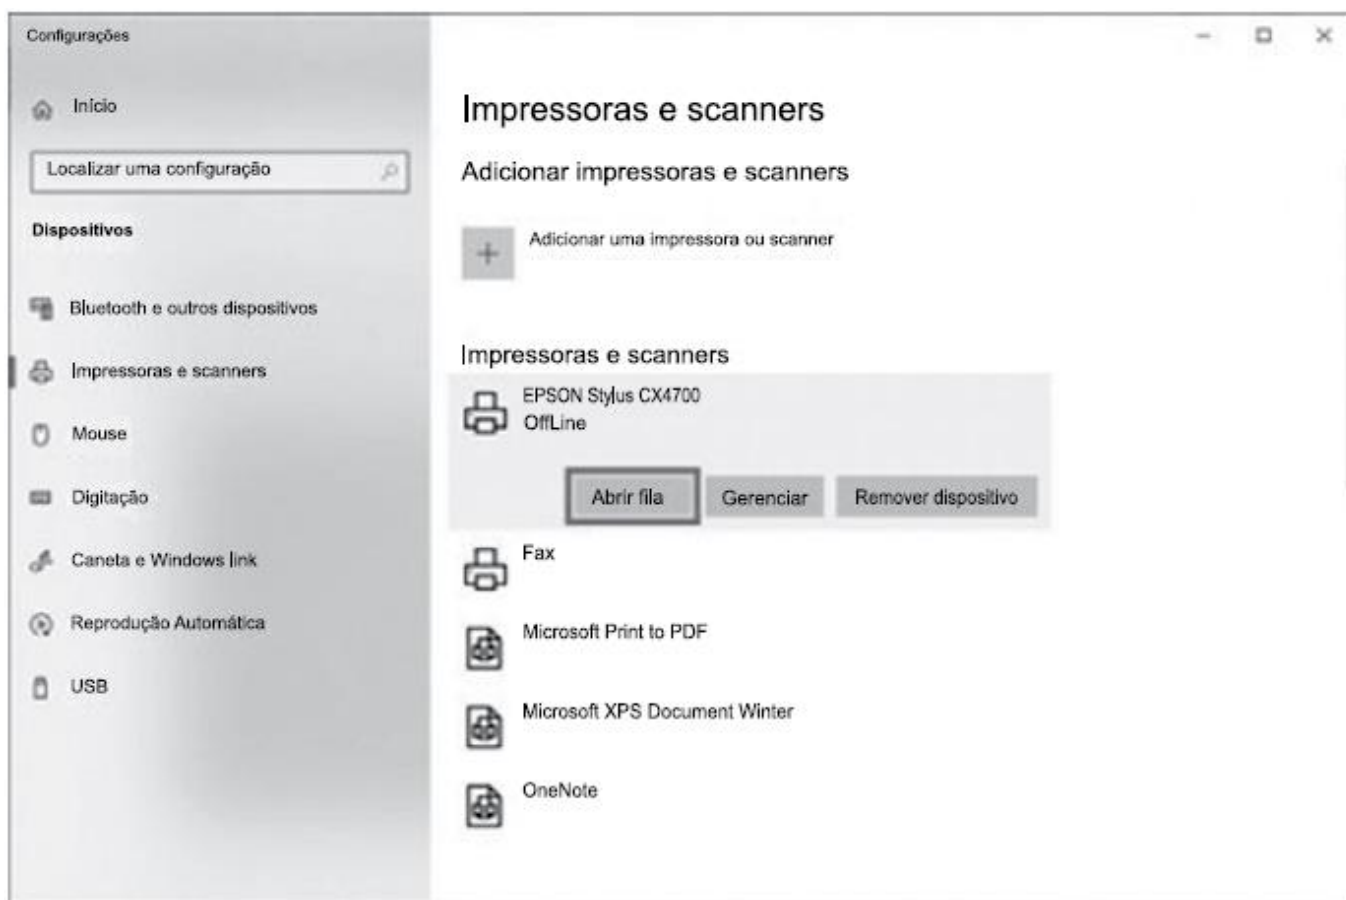 Configurações
Início
Localizar uma configuração
Dispositivos
Bluetooth e outros dispositivos
Impressoras e scanners
Mouse
Digitação
Caneta e Windows link
Reprodução Automática
USB
Impressoras e scanners
Adicionar impressoras e scanners
Adicionar uma impressora ou scanner
Impressoras e scanners
EPSON Stylus CX4700
OffLine
Abrir fila Gerenciar Remover dispositivo
Fax
Microsoft Print to PDF
Microsoft XPS Document Winter
OneNote